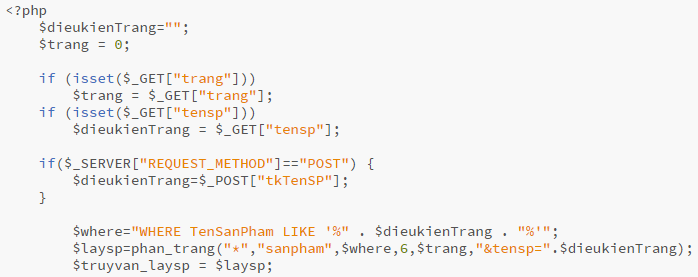 <?php
$dieukienTrang="";
$trang = 0;
if (isset($_GET["trang"]))
$trang = $_GET["trang"];
if (isset($_GET["tensp"]))
$dieukienTrang = $_GET["tensp"];
if($_SERVER["REQUEST_METHOD"]=="POST") {
$dieukienTrang=$_POST["tkTenSP"];
}
$where="WHERE TenSanPham LIKE '%" . $dieukienTrang . "%'";
$laysp=phan_trang("*","sanpham",$where,6,$trang,"&tensp=".$dieukienTrang);
$truyvan_laysp = $laysp;